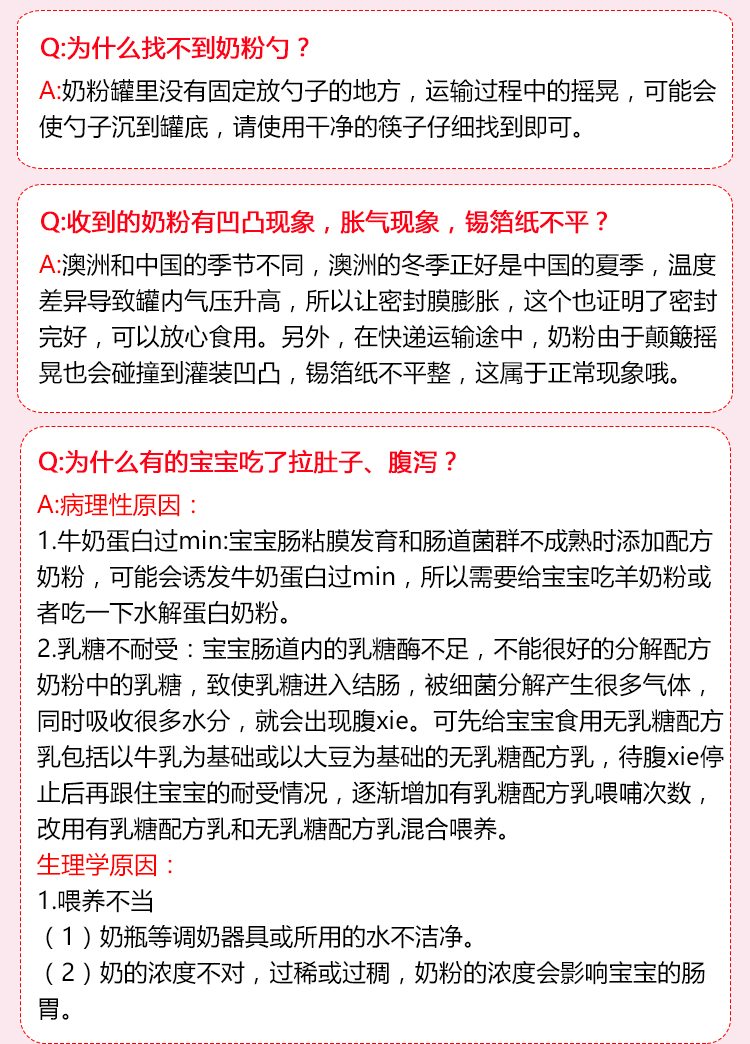 Q:为什么找不到奶粉勺？
A:奶粉罐里没有固定放勺子的地方，运输过程中的摇晃，可能会
使勺子沉到罐底，请使用干净的筷子仔细找到即可。
Q:收到的奶粉有凹凸现象，胀气现象，锡箔纸不平？
A:澳洲和中国的季节不同，澳洲的冬季正好是中国的夏季，温度
差异导致罐内气压升高，所以让密封膜膨胀，这个也证明了密封
完好，可以放心食用。另外，在快递运输途中，奶粉由于颠簸摇
晃也会碰撞到灌装凹凸，锡箔纸不平整，这属于正常现象哦。
Q:为什么有的宝宝吃了拉肚子、腹泻？
A:病理性原因：
1.牛奶蛋白过min:宝宝肠粘膜发育和肠道菌群不成熟时添加配方
奶粉，可能会诱发牛奶蛋白过min，所以需要给宝宝吃羊奶粉或
者吃一下水解蛋白奶粉。
2.乳糖不耐受：宝宝肠道内的乳糖酶不足，不能很好的分解配方
奶粉中的乳糖，致使乳糖进入结肠，被细菌分解产生很多气体，
同时吸收很多水分，就会出现腹xie。可先给宝宝食用无乳糖配方
乳包括以牛乳为基础或以大豆为基础的无乳糖配方乳，待腹xie停
止后再跟住宝宝的耐受情况，逐渐增加有乳糖配方乳喂哺次数，
改用有乳糖配方乳和无乳糖配方乳混合喂养。
生理学原因：
1.喂养不当
（1）奶瓶等调奶器具或所用的水不洁净。
（2）奶的浓度不对，过稀或过稠，奶粉的浓度会影响宝宝的肠
胃。